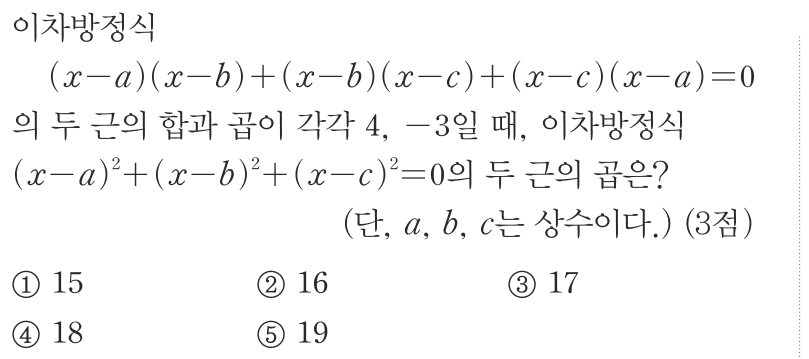 이차방정식
(x-a)(x-b)+(x-b)(x-c)+(x-c)(x-a)=0
의 두 근의 합과 곱이 각각 4, -3일 때, 이차방정식
(x-a)²+(x-b)²+(x-c)²=0의 두 근의 곱은?
(단, a, b, c는 상수이다.) (3점)
① 15 ② 16 ③ 17
④ 18 ⑤ 19